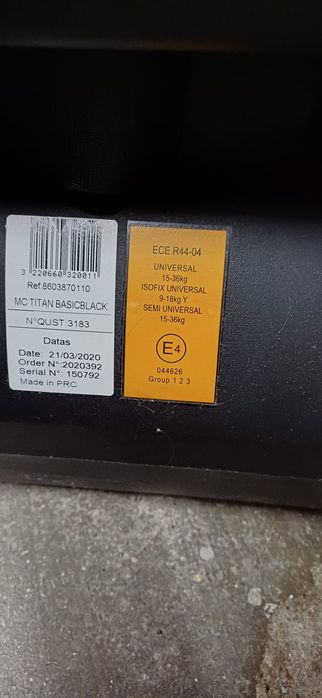 3 220660 320011
Ref:8603870110
MC TITAN BASICBLACK
N°QUST:3183
Datas
Date: 21/03/2020
Order N°:2020392
Serial N°: 150792
Made in PRC
ECE R44-04
UNIVERSAL
15-36kg
ISOFIX UNIVERSAL
9-18kg Y
SEMI UNIVERSAL
15-36kg
E4
044626
Group 1 2 3